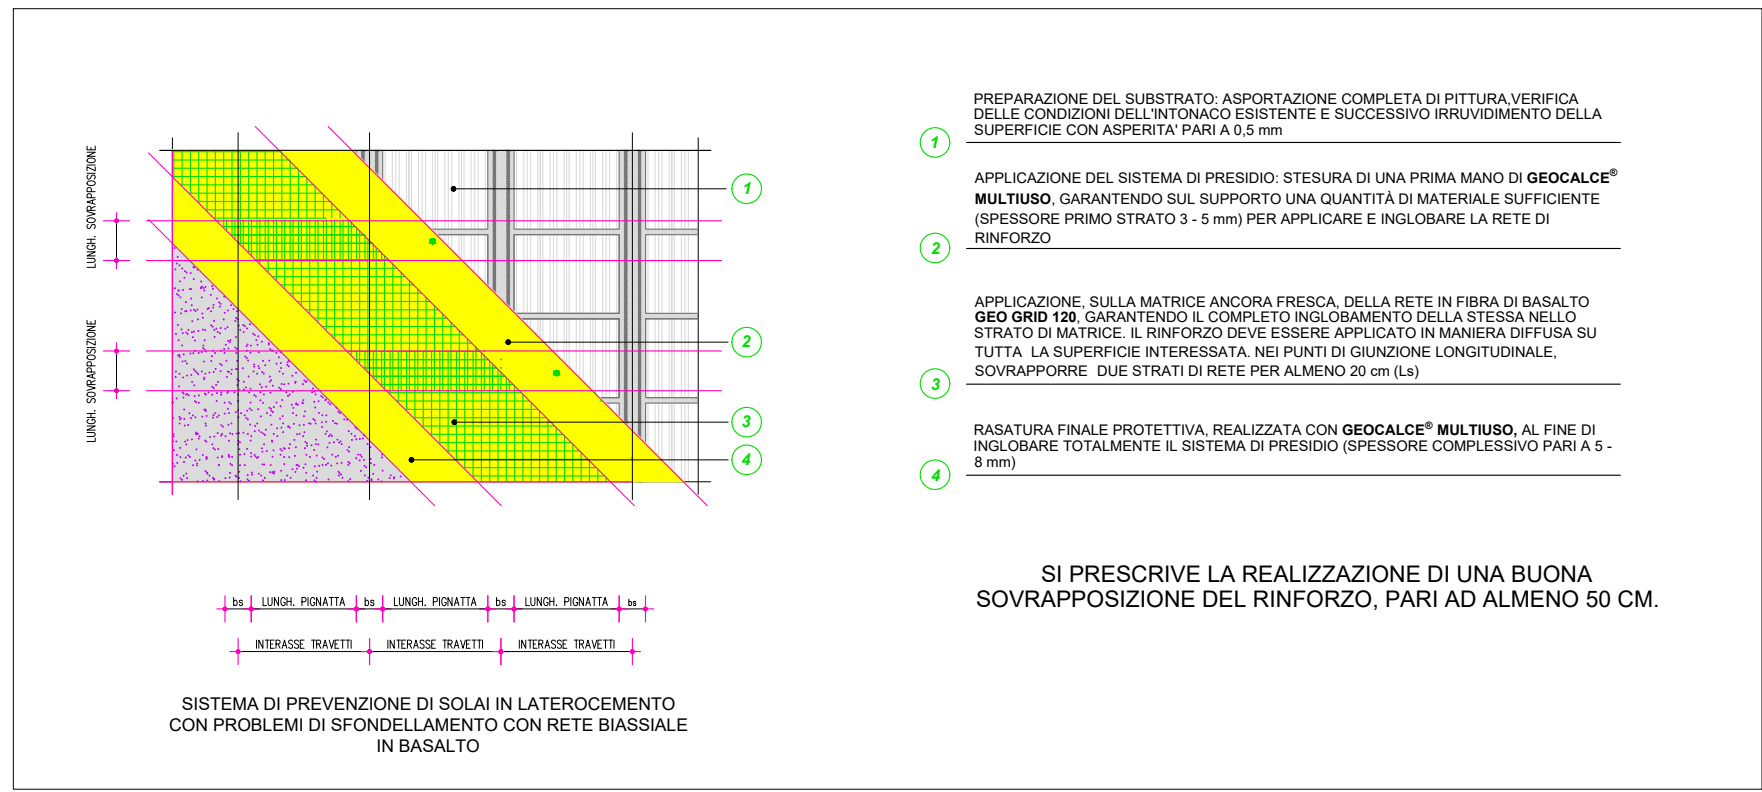 LUNGH. SOVRAPPOSIZIONE
LUNGH. SOVRAPPOSIZIONE
1
2
3
4
bs LUNGH. PIGNATTA bs LUNGH. PIGNATTA bs LUNGH. PIGNATTA bs
INTERASSE TRAVETTI INTERASSE TRAVETTI INTERASSE TRAVETTI
SISTEMA DI PREVENZIONE DI SOLAI IN LATEROCEMENTO
CON PROBLEMI DI SFONDELLAMENTO CON RETE BIASSIALE
IN BASALTO
PREPARAZIONE DEL SUBSTRATO: ASPORTAZIONE COMPLETA DI PITTURA,VERIFICA
DELLE CONDIZIONI DELL'INTONACO ESISTENTE E SUCCESSIVO IRRUVIDIMENTO DELLA
SUPERFICIE CON ASPERITA' PARI A 0,5 mm
1
APPLICAZIONE DEL SISTEMA DI PRESIDIO: STESURA DI UNA PRIMA MANO DI GEOCALCE®
MULTIUSO, GARANTENDO SUL SUPPORTO UNA QUANTITÀ DI MATERIALE SUFFICIENTE
(SPESSORE PRIMO STRATO 3 - 5 mm) PER APPLICARE E INGLOBARE LA RETE DI
RINFORZO
2
APPLICAZIONE, SULLA MATRICE ANCORA FRESCA, DELLA RETE IN FIBRA DI BASALTO
GEO GRID 120, GARANTENDO IL COMPLETO INGLOBAMENTO DELLA STESSA NELLO
STRATO DI MATRICE. IL RINFORZO DEVE ESSERE APPLICATO IN MANIERA DIFFUSA SU
TUTTA LA SUPERFICIE INTERESSATA. NEI PUNTI DI GIUNZIONE LONGITUDINALE,
SOVRAPPORRE DUE STRATI DI RETE PER ALMENO 20 cm (Ls)
3
RASATURA FINALE PROTETTIVA, REALIZZATA CON GEOCALCE® MULTIUSO, AL FINE DI
INGLOBARE TOTALMENTE IL SISTEMA DI PRESIDIO (SPESSORE COMPLESSIVO PARI A 5 -
8 mm)
4
SI PRESCRIVE LA REALIZZAZIONE DI UNA BUONA
SOVRAPPOSIZIONE DEL RINFORZO, PARI AD ALMENO 50 CM.